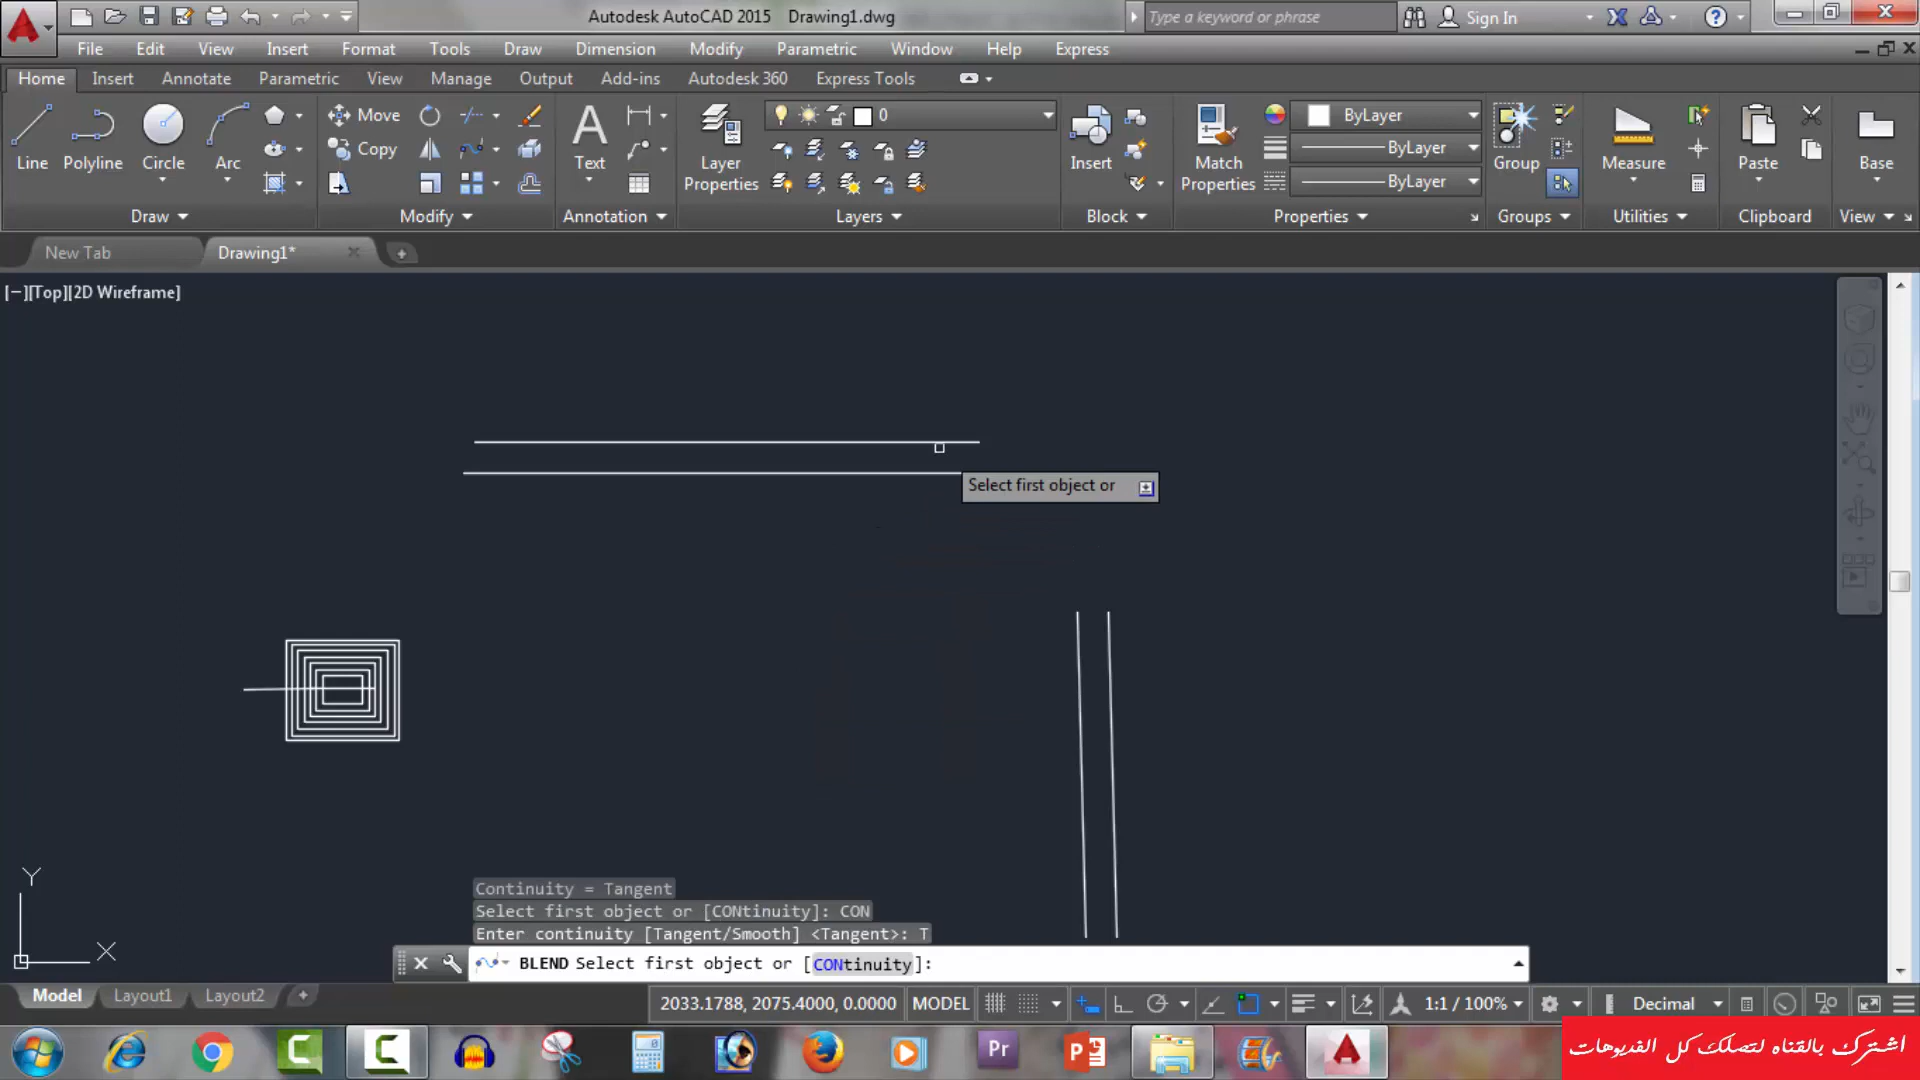 Autodesk AutoCAD 2015 Drawing1.dwg
Type a keyword or phrase
Sign In
File Edit View Insert Format Tools Draw Dimension Modify Parametric Window Help Express
Home Insert Annotate Parametric View Manage Output Add-ins Autodesk 360 Express Tools
Line Polyline Circle Arc
Move
Copy
Text
Layer Properties
0
Insert
Match Properties
ByLayer
ByLayer
ByLayer
Group
Measure
Paste
Base
Draw Modify Annotation Layers Block Properties Groups Utilities Clipboard View
New Tab Drawing1*
[−][Top][2D Wireframe]
Select first object or
Y
X
Continuity = Tangent
Select first object or [CONtinuity]: CON
Enter continuity [Tangent/Smooth] <Tangent>: T
BLEND Select first object or [CONtinuity]:
Model Layout1 Layout2
2033.1788, 2075.4000, 0.0000 MODEL 1:1 / 100% Decimal
Pr
اشترك بالقناه لتصلك كل الفديوهات